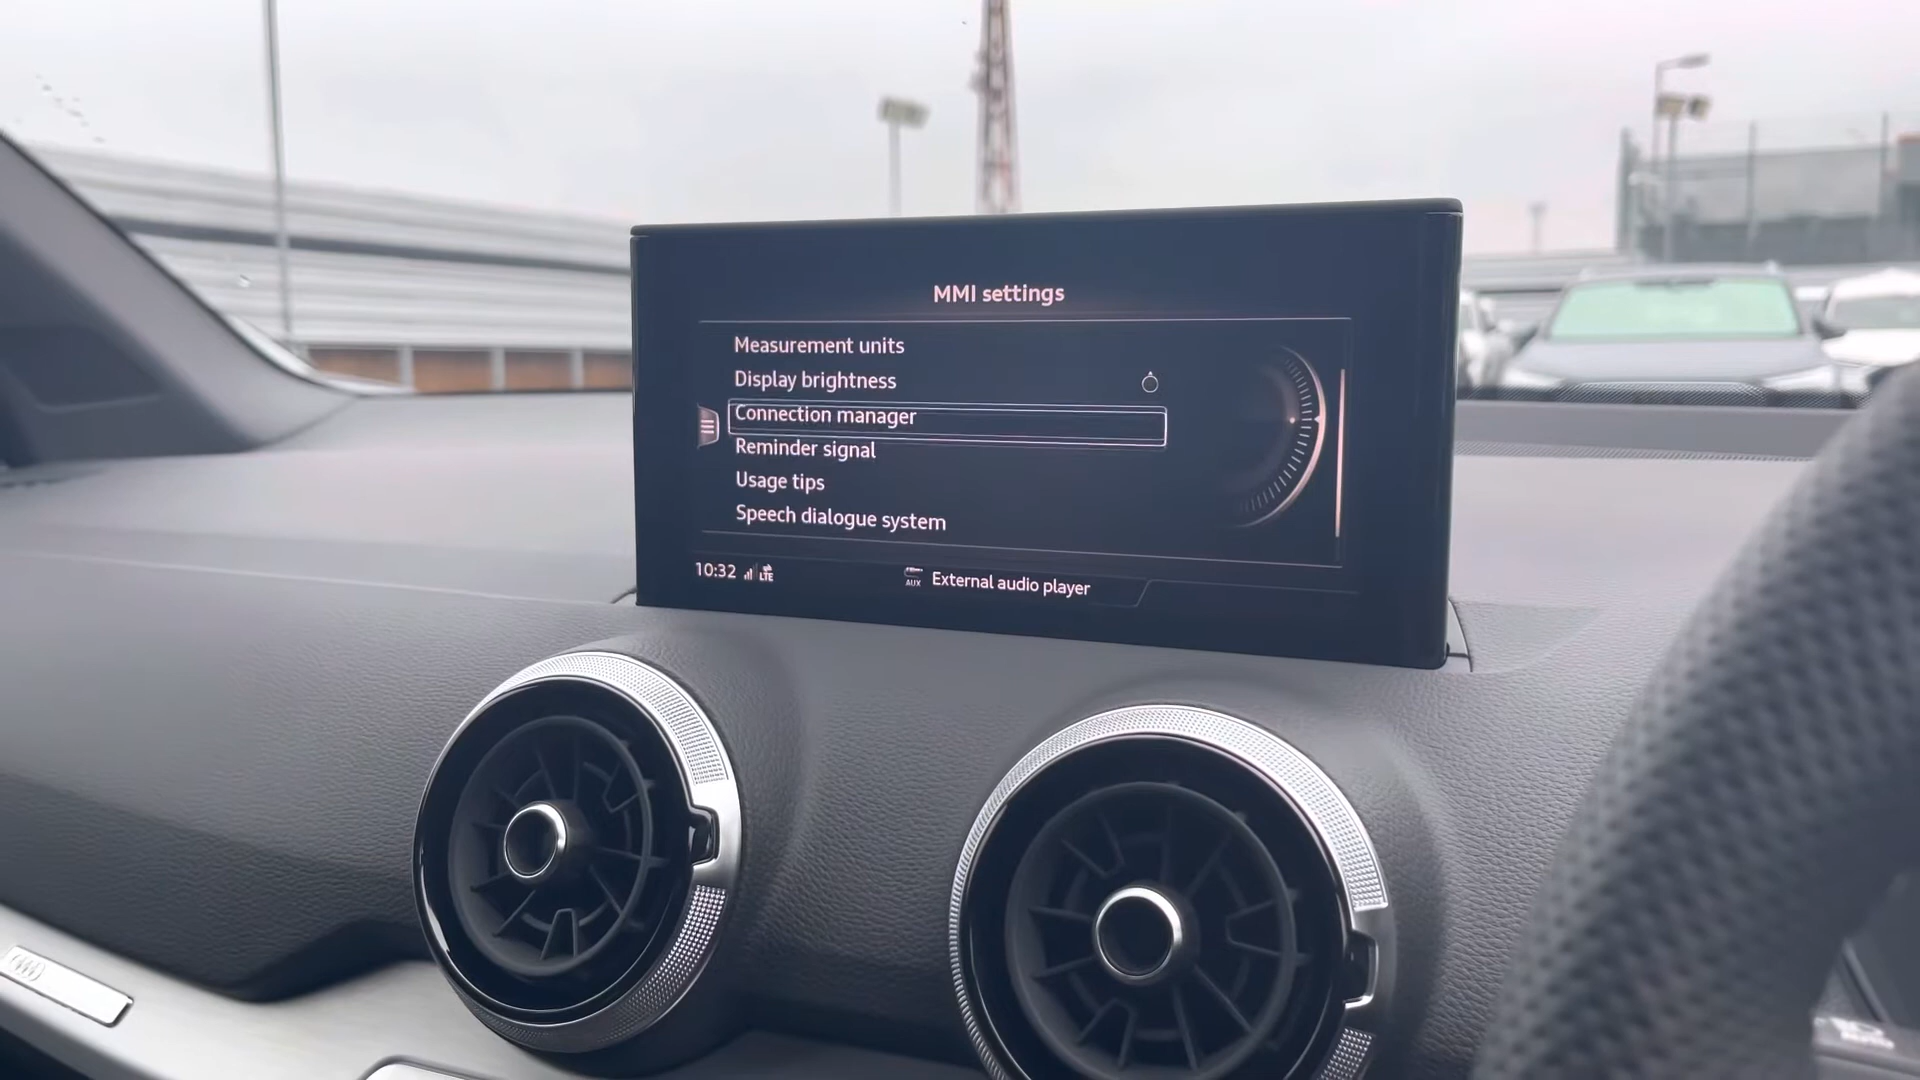 MMI settings
Measurement units
Display brightness
Connection manager
Reminder signal
Usage tips
Speech dialogue system
10:32 LTE AUX External audio player